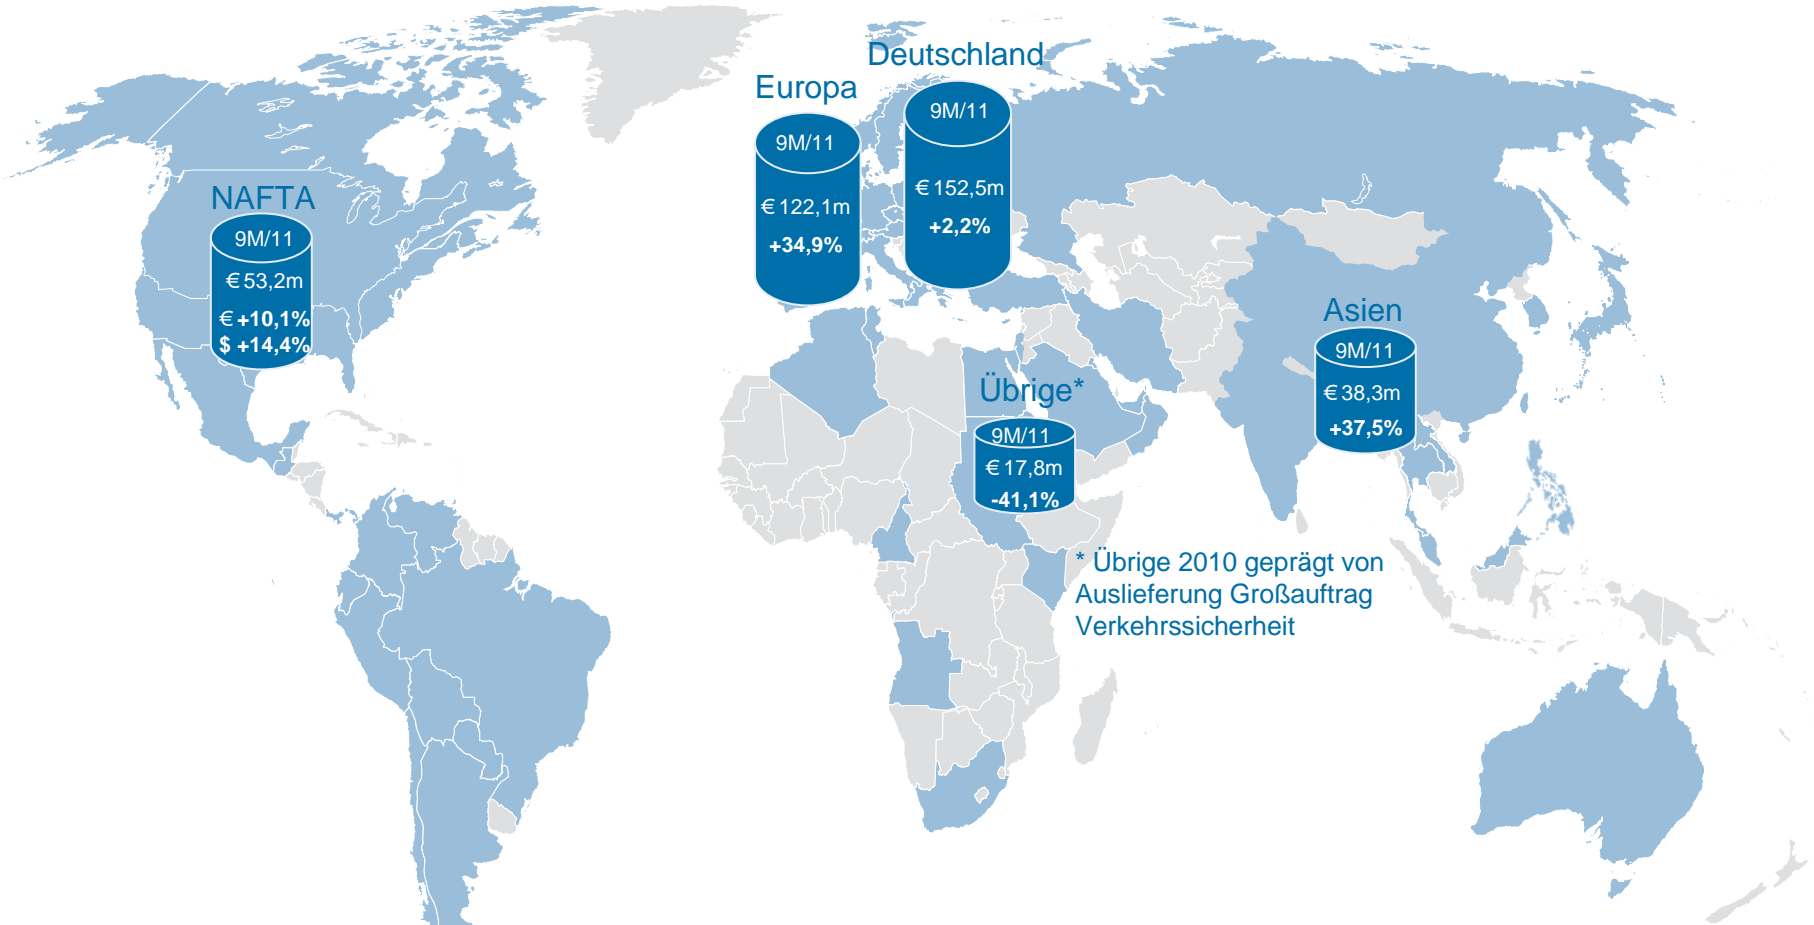 Deutschland
9M/11
€ 152,5m
+2,2%
Europa
9M/11
€ 122,1m
+34,9%
NAFTA
9M/11
€ 53,2m
€ +10,1%
$ +14,4%
Asien
9M/11
€ 38,3m
+37,5%
Übrige*
9M/11
€ 17,8m
-41,1%
* Übrige 2010 geprägt von
Auslieferung Großauftrag
Verkehrssicherheit